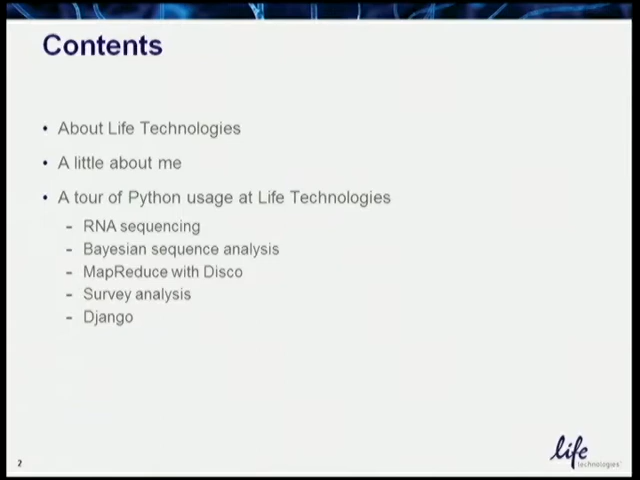 Contents
• About Life Technologies
• A little about me
• A tour of Python usage at Life Technologies
– RNA sequencing
– Bayesian sequence analysis
– MapReduce with Disco
– Survey analysis
– Django
2
life
technologies™